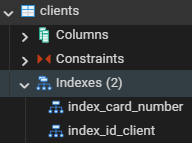 clients
Columns
Constraints
Indexes (2)
index_card_number
index_id_client